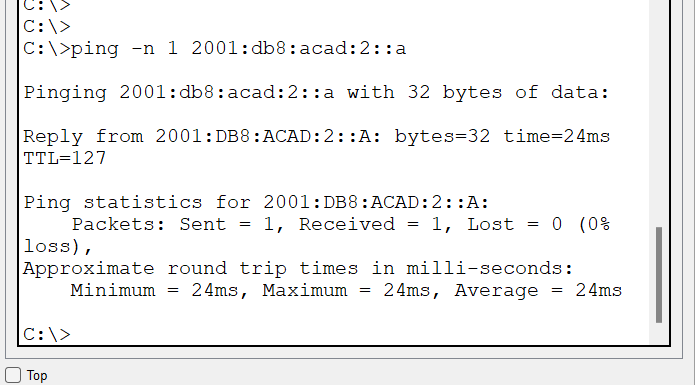 C:\>
C:\>
C:\>ping -n 1 2001:db8:acad:2::a
Pinging 2001:db8:acad:2::a with 32 bytes of data:
Reply from 2001:DB8:ACAD:2::A: bytes=32 time=24ms
TTL=127
Ping statistics for 2001:DB8:ACAD:2::A:
    Packets: Sent = 1, Received = 1, Lost = 0 (0%
loss),
Approximate round trip times in milli-seconds:
    Minimum = 24ms, Maximum = 24ms, Average = 24ms
C:\>
Top